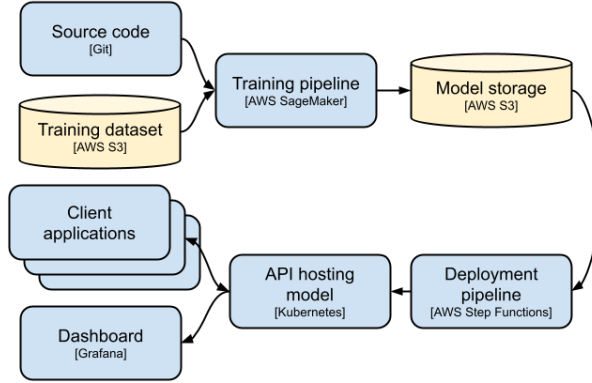 Source code
[Git]
Training dataset
[AWS S3]
Training pipeline
[AWS SageMaker]
Model storage
[AWS S3]
Client
applications
Dashboard
[Grafana]
API hosting
model
[Kubernetes]
Deployment
pipeline
[AWS Step Functions]